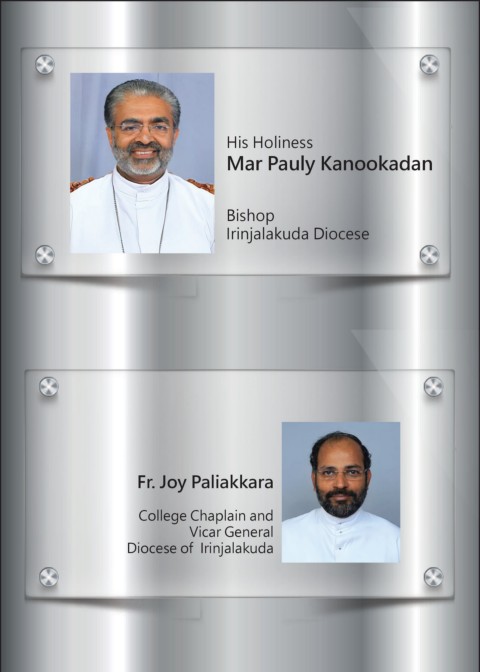 His Holiness
Mar Pauly Kanookadan
Bishop
Irinjalakuda Diocese
Fr. Joy Paliakkara
College Chaplain and
Vicar General
Diocese of Irinjalakuda